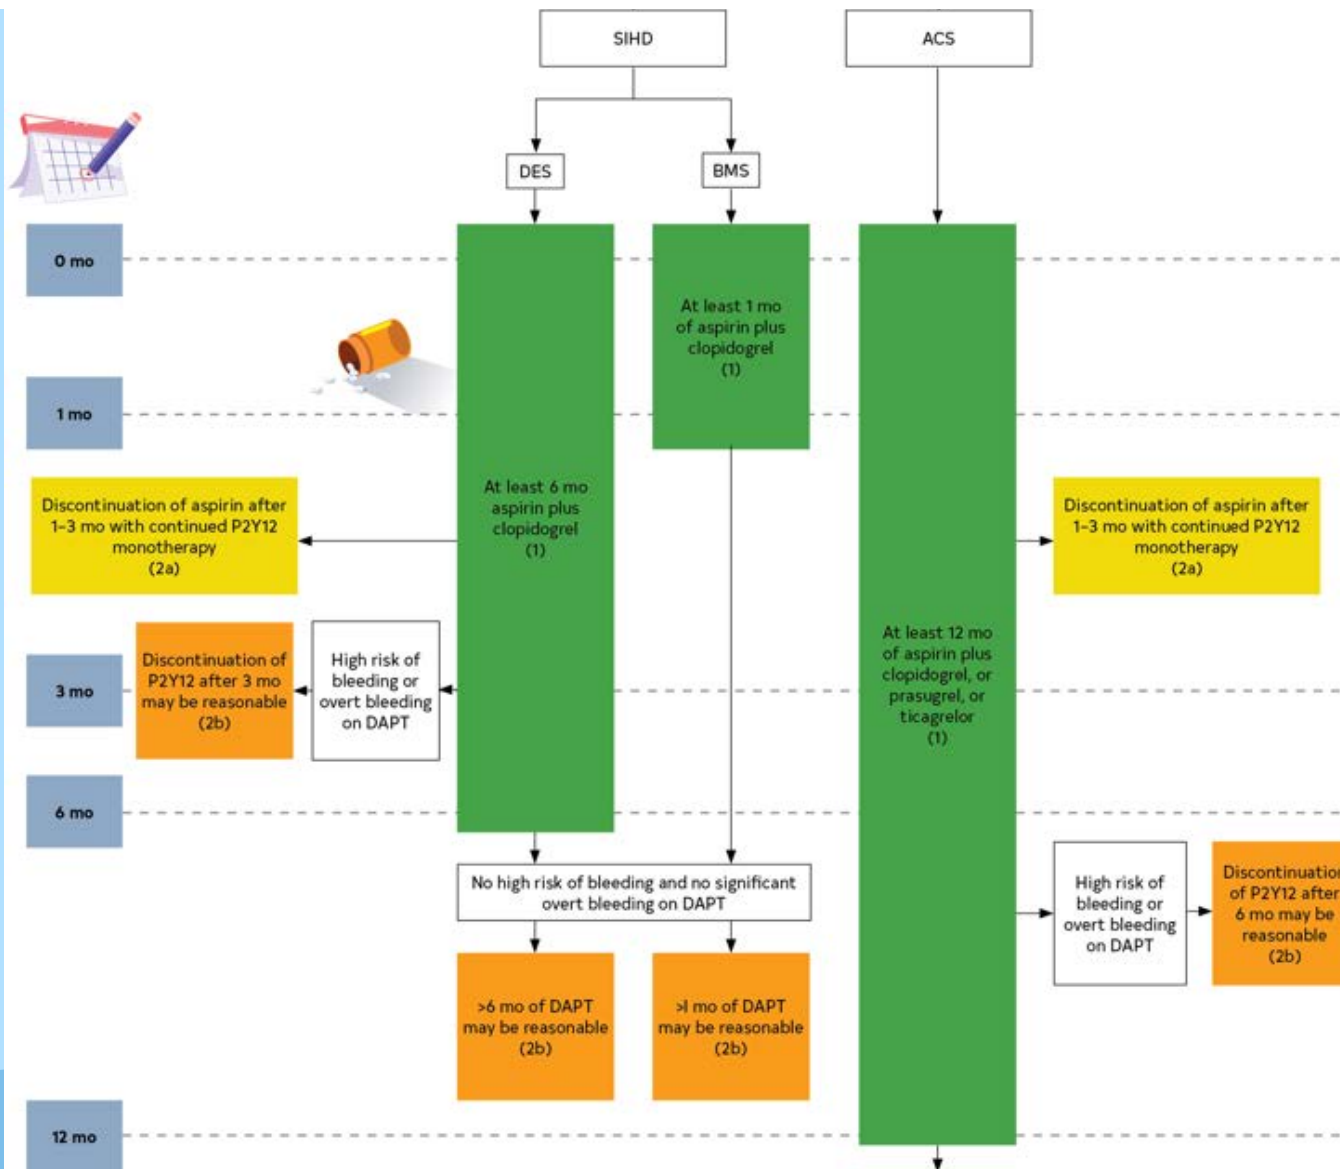 SIHD
ACS
DES
BMS
0 mo
At least 1 mo
of aspirin plus
clopidogrel
(1)
1 mo
Discontinuation of aspirin after
1–3 mo with continued P2Y12
monotherapy
(2a)
At least 6 mo
aspirin plus
clopidogrel
(1)
Discontinuation of aspirin after
1–3 mo with continued P2Y12
monotherapy
(2a)
3 mo
Discontinuation of
P2Y12 after 3 mo
may be reasonable
(2b)
High risk of
bleeding or
overt bleeding
on DAPT
At least 12 mo
of aspirin plus
clopidogrel, or
prasugrel, or
ticagrelor
(1)
6 mo
No high risk of bleeding and no significant
overt bleeding on DAPT
High risk of
bleeding or
overt bleeding
on DAPT
Discontinuation
of P2Y12 after
6 mo may be
reasonable
(2b)
>6 mo of DAPT
may be reasonable
(2b)
>1 mo of DAPT
may be reasonable
(2b)
12 mo